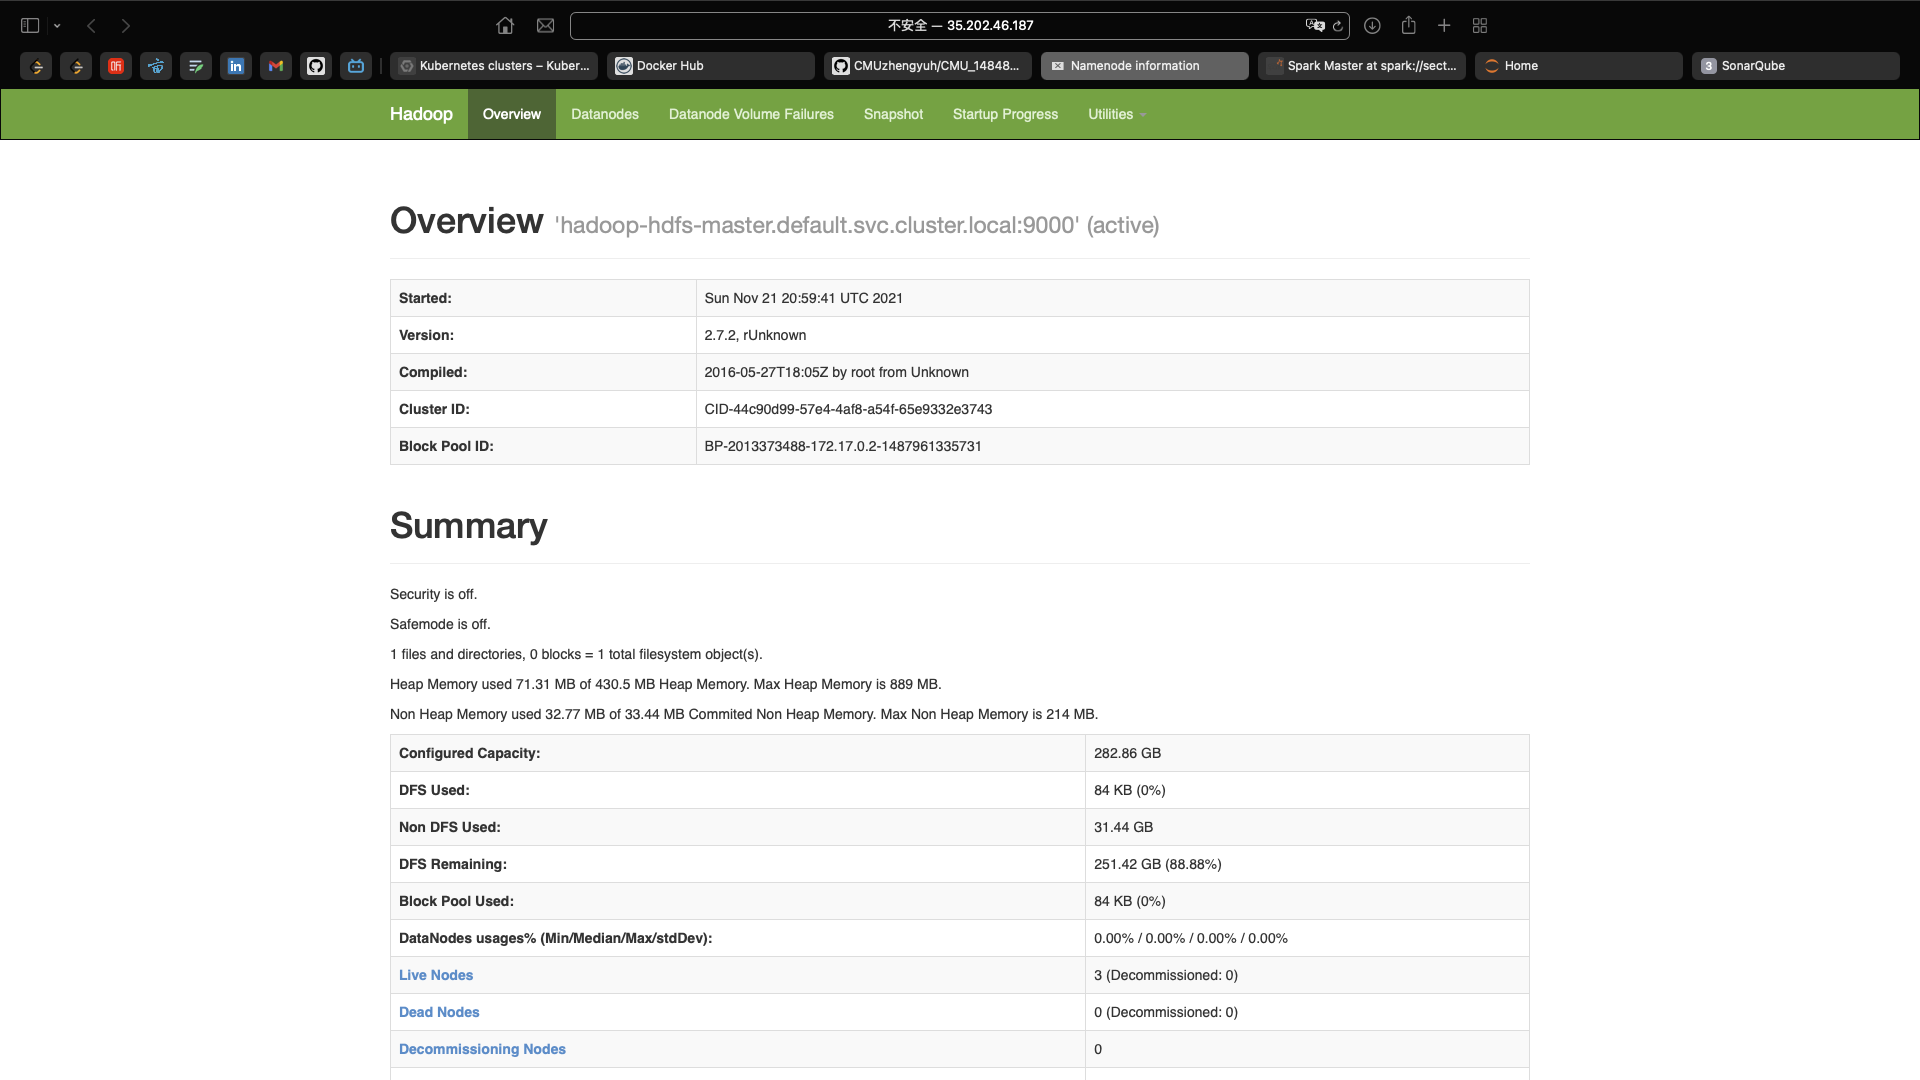 不安全 — 35.202.46.187
Kubernetes clusters – Kuber... Docker Hub CMUzhengyuh/CMU_14848... Namenode information Spark Master at spark://sect... Home 3 SonarQube
Hadoop Overview Datanodes Datanode Volume Failures Snapshot Startup Progress Utilities
Overview 'hadoop-hdfs-master.default.svc.cluster.local:9000' (active)
Started: Sun Nov 21 20:59:41 UTC 2021
Version: 2.7.2, rUnknown
Compiled: 2016-05-27T18:05Z by root from Unknown
Cluster ID: CID-44c90d99-57e4-4af8-a54f-65e9332e3743
Block Pool ID: BP-2013373488-172.17.0.2-1487961335731
Summary
Security is off.
Safemode is off.
1 files and directories, 0 blocks = 1 total filesystem object(s).
Heap Memory used 71.31 MB of 430.5 MB Heap Memory. Max Heap Memory is 889 MB.
Non Heap Memory used 32.77 MB of 33.44 MB Commited Non Heap Memory. Max Non Heap Memory is 214 MB.
Configured Capacity: 282.86 GB
DFS Used: 84 KB (0%)
Non DFS Used: 31.44 GB
DFS Remaining: 251.42 GB (88.88%)
Block Pool Used: 84 KB (0%)
DataNodes usages% (Min/Median/Max/stdDev): 0.00% / 0.00% / 0.00% / 0.00%
Live Nodes 3 (Decommissioned: 0)
Dead Nodes 0 (Decommissioned: 0)
Decommissioning Nodes 0